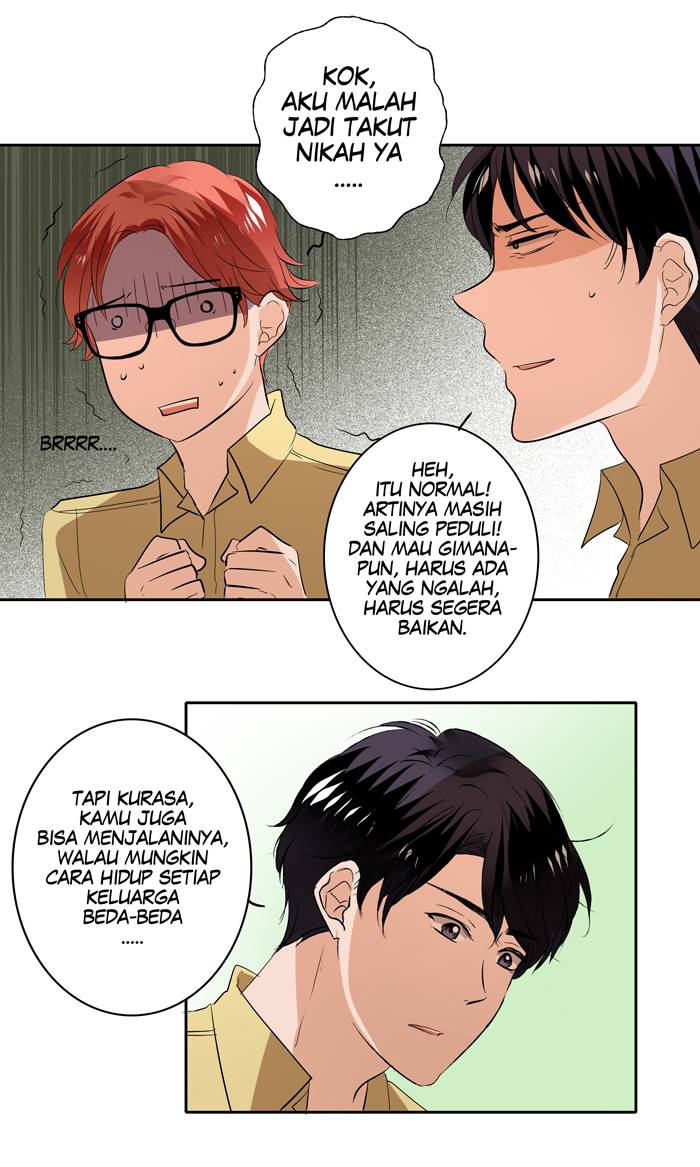 KOK,
AKU MALAH
JADI TAKUT
NIKAH YA
.....
BRRRR....
HEH,
ITU NORMAL!
ARTINYA MASIH
SALING PEDULI!
DAN MAU GIMANA-
PUN, HARUS ADA
YANG NGALAH,
HARUS SEGERA
BAIKAN.
TAPI KURASA,
KAMU JUGA
BISA MENJALANINYA,
WALAU MUNGKIN
CARA HIDUP SETIAP
KELUARGA
BEDA-BEDA
.....